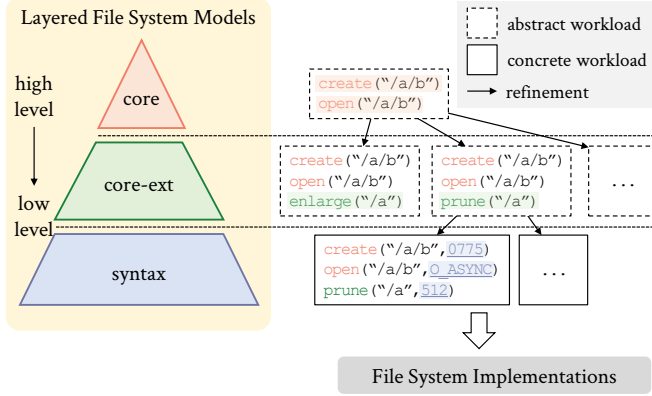 Layered File System Models
abstract workload
concrete workload
refinement
high
level
low
level
core
core-ext
syntax
create("/a/b")
open("/a/b")
create("/a/b")
open("/a/b")
enlarge("/a")
create("/a/b")
open("/a/b")
prune("/a")
...
create("/a/b",0775)
open("/a/b",O_ASYNC)
prune("/a",512)
...
File System Implementations